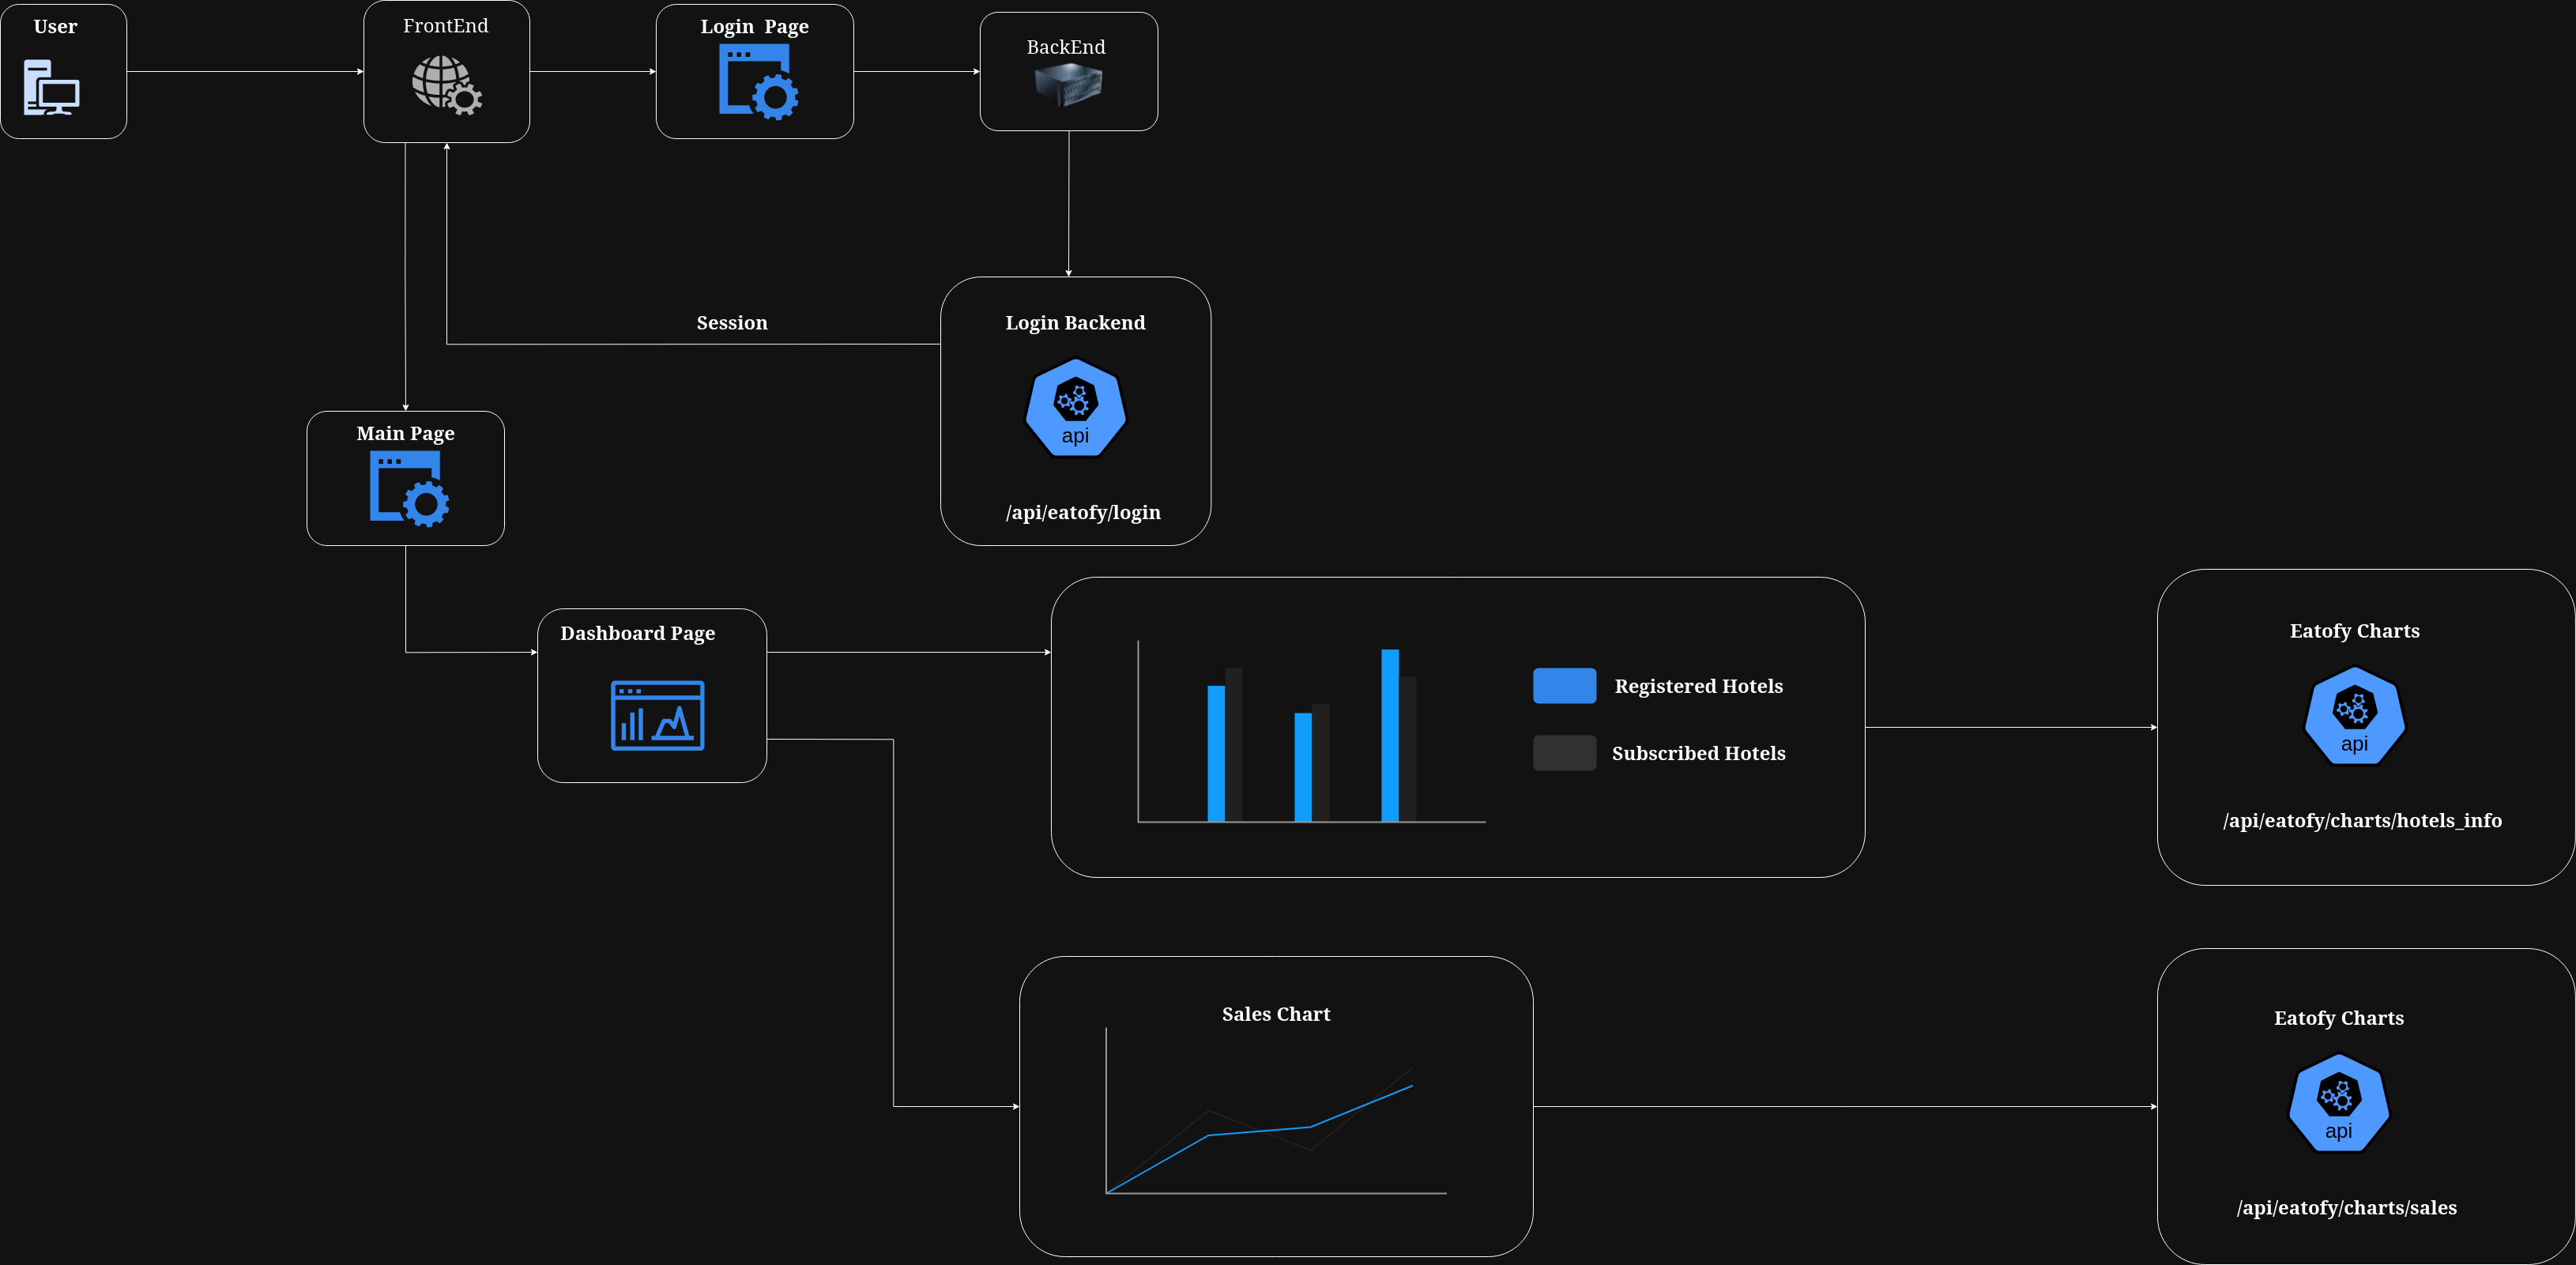 User
FrontEnd
Login  Page
BackEnd
Session
Login Backend
api
/api/eatofy/login
Main Page
Dashboard Page
Registered Hotels
Subscribed Hotels
Eatofy Charts
api
/api/eatofy/charts/hotels_info
Sales Chart
Eatofy Charts
api
/api/eatofy/charts/sales